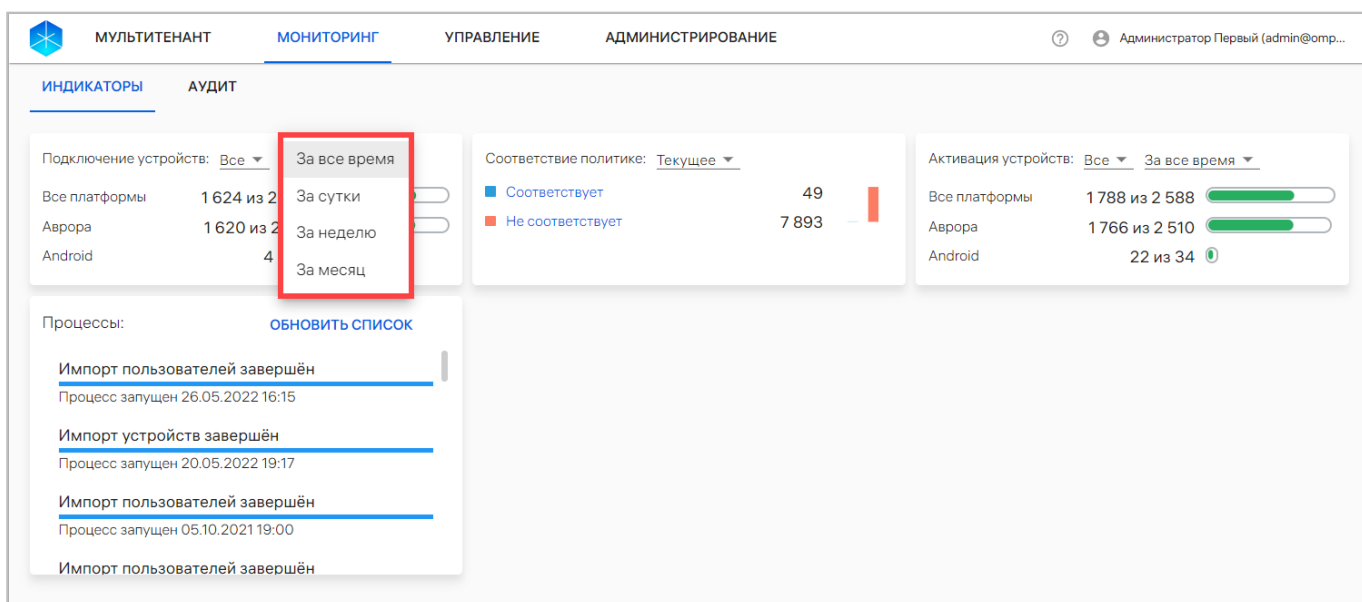 МУЛЬТИТЕНАНТ МОНИТОРИНГ УПРАВЛЕНИЕ АДМИНИСТРИРОВАНИЕ ? Администратор Первый (admin@omp...
ИНДИКАТОРЫ АУДИТ
Подключение устройств: Все
Все платформы 1 624 из 2
Аврора 1 620 из 2
Android 4
За все время
За сутки
За неделю
За месяц
Соответствие политике: Текущее
Соответствует 49
Не соответствует 7 893
Активация устройств: Все За все время
Все платформы 1 788 из 2 588
Аврора 1 766 из 2 510
Android 22 из 34
Процессы: ОБНОВИТЬ СПИСОК
Импорт пользователей завершён
Процесс запущен 26.05.2022 16:15
Импорт устройств завершён
Процесс запущен 20.05.2022 19:17
Импорт пользователей завершён
Процесс запущен 05.10.2021 19:00
Импорт пользователей завершён